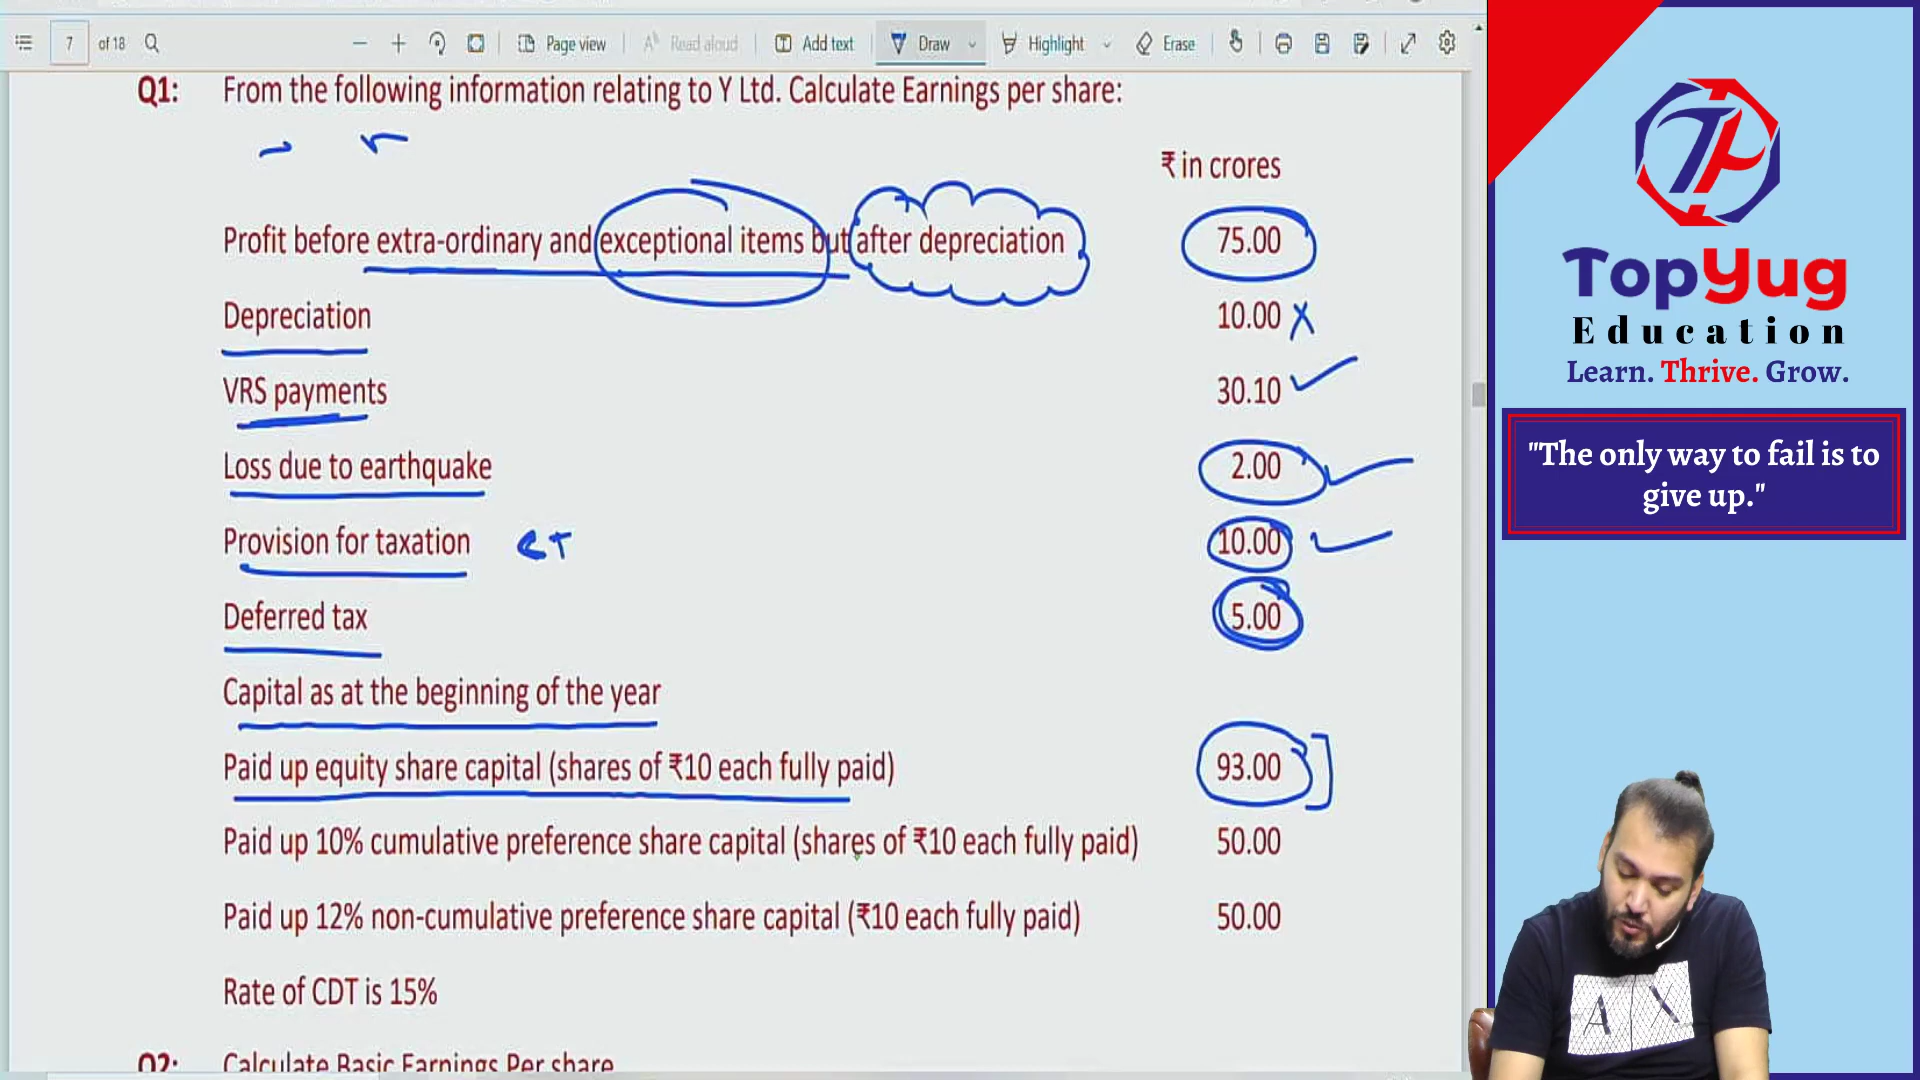 7 of 18 Page view Read aloud Add text Draw Highlight Erase
Q1: From the following information relating to Y Ltd. Calculate Earnings per share:
₹ in crores
Profit before extra-ordinary and exceptional items but after depreciation 75.00
Depreciation 10.00 X
VRS payments 30.10
Loss due to earthquake 2.00
Provision for taxation CT 10.00
Deferred tax 5.00
Capital as at the beginning of the year
Paid up equity share capital (shares of ₹10 each fully paid) 93.00 ]
Paid up 10% cumulative preference share capital (shares of ₹10 each fully paid) 50.00
Paid up 12% non-cumulative preference share capital (₹10 each fully paid) 50.00
Rate of CDT is 15%
Q2: Calculate Basic Earnings Per share
TopYug
Education
Learn. Thrive. Grow.
"The only way to fail is to
give up."
A X